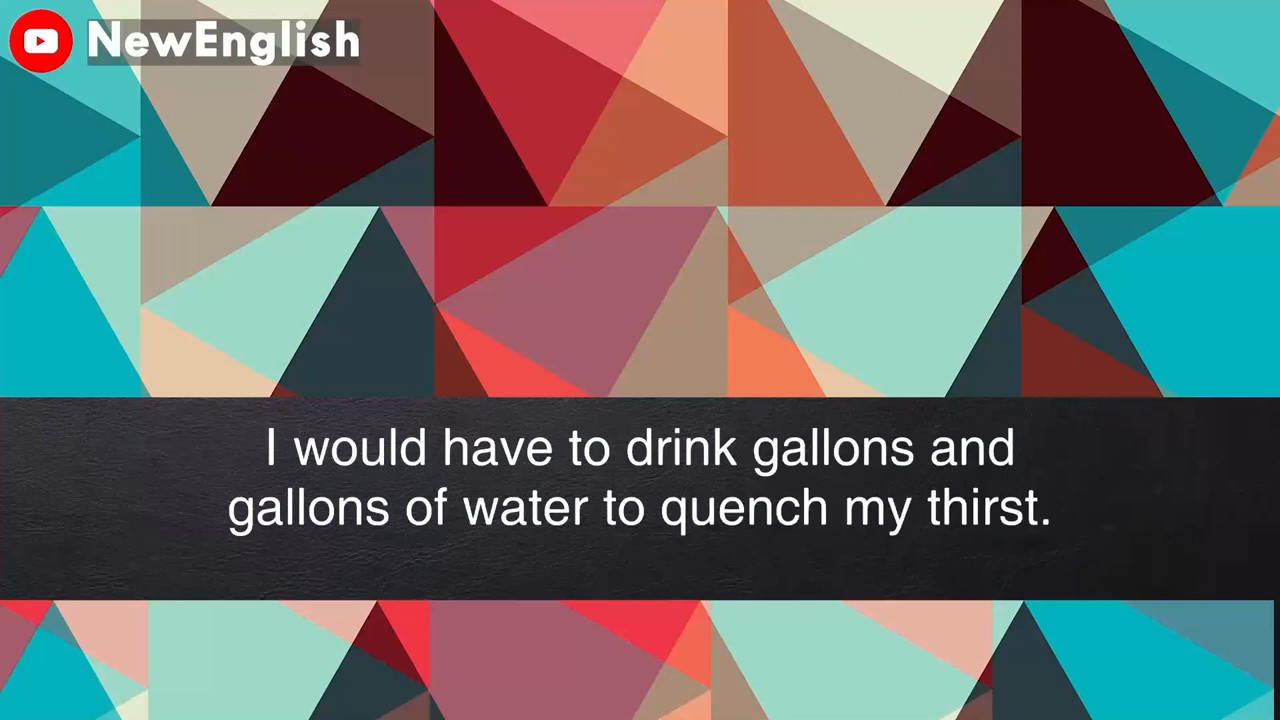 NewEnglish
I would have to drink gallons and
gallons of water to quench my thirst.